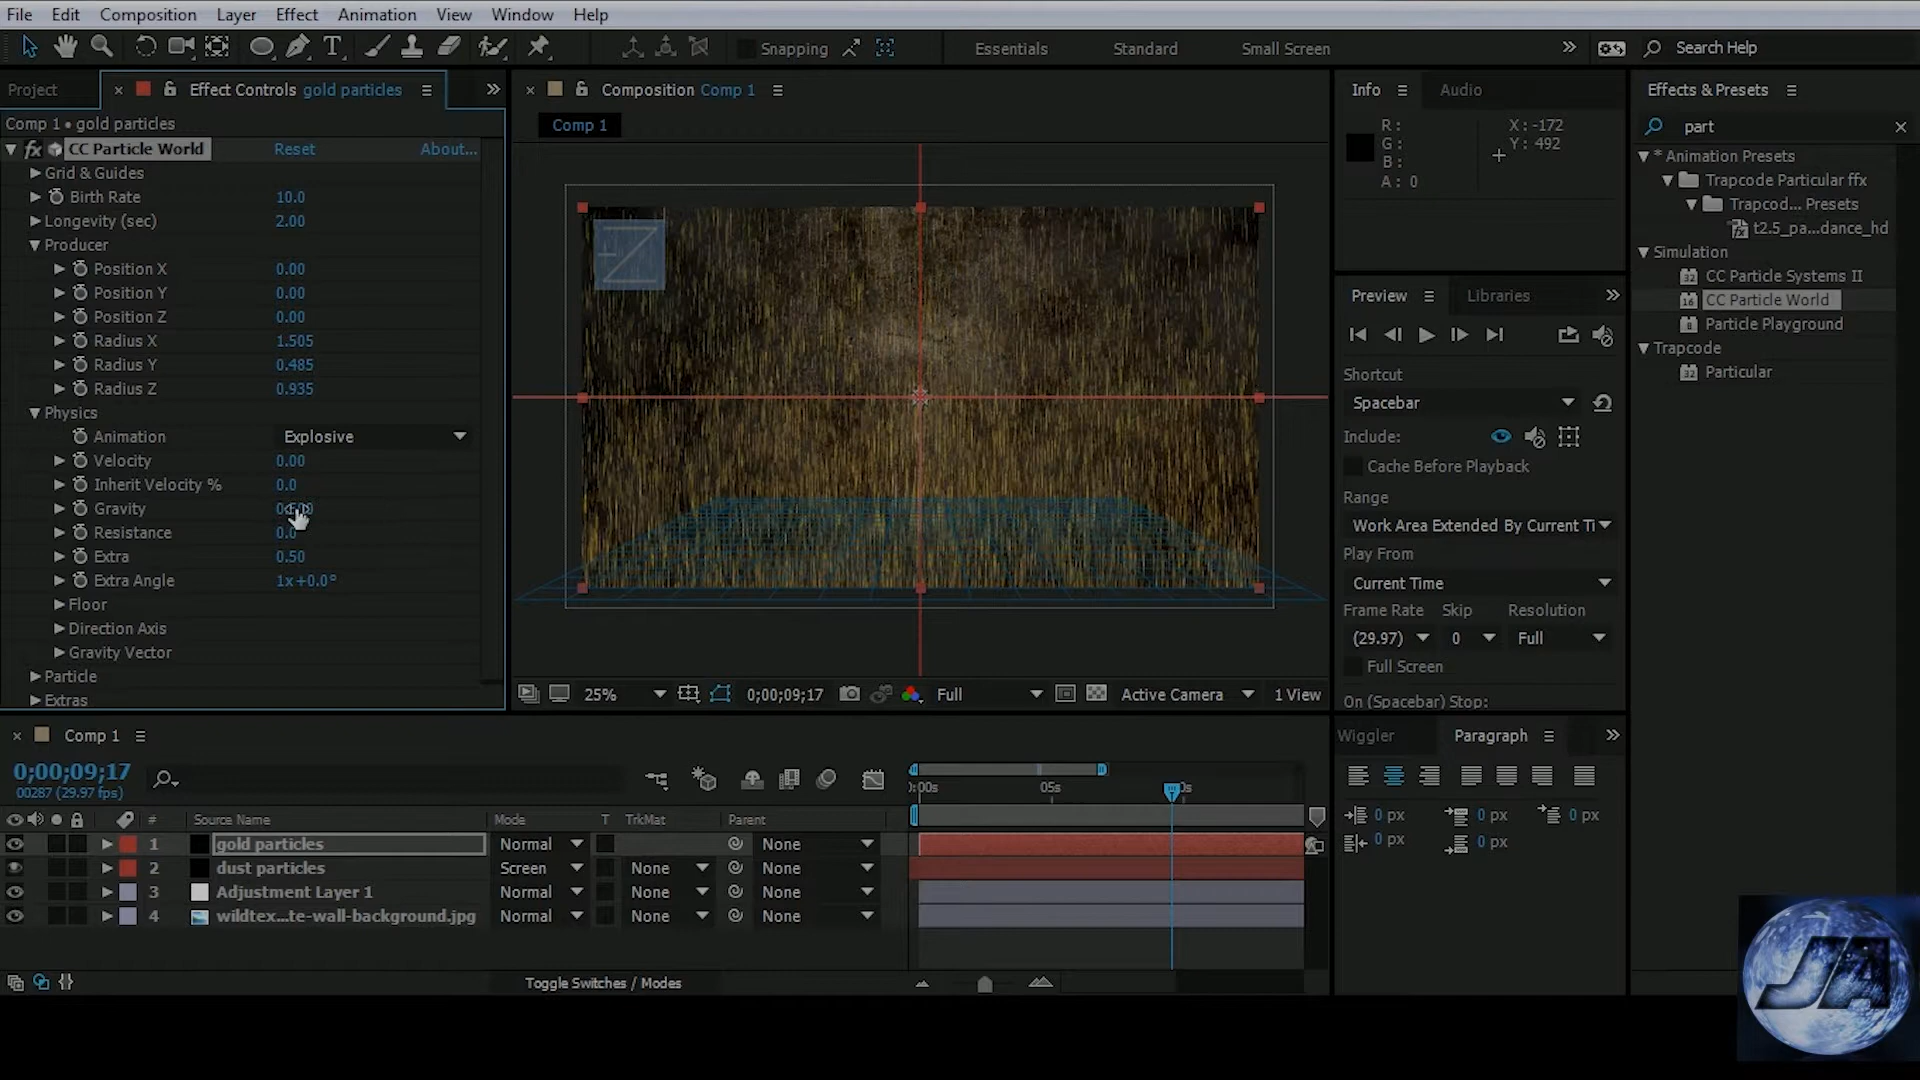 File Edit Composition Layer Effect Animation View Window Help
T Snapping Essentials Standard Small Screen Search Help
Project Effect Controls gold particles
Comp 1 • gold particles
fx CC Particle World Reset About...
Grid & Guides
Birth Rate 10.0
Longevity (sec) 2.00
Producer
Position X 0.00
Position Y 0.00
Position Z 0.00
Radius X 1.505
Radius Y 0.485
Radius Z 0.935
Physics
Animation Explosive
Velocity 0.00
Inherit Velocity % 0.0
Gravity
Resistance 0.0
Extra 0.50
Extra Angle 1x+0.0°
Floor
Direction Axis
Gravity Vector
Particle
Extras
Composition Comp 1
Comp 1
Z
25% 0;00;09;17 Full Active Camera 1 View
Info Audio
R: X: -172
G: Y: 492
B:
A: 0
Preview Libraries
Shortcut
Spacebar
Include:
Cache Before Playback
Range
Work Area Extended By Current Ti
Play From
Current Time
Frame Rate Skip Resolution
(29.97) 0 Full
Full Screen
On (Spacebar) Stop:
Effects & Presets
part
* Animation Presets
Trapcode Particular ffx
Trapcod... Presets
t2.5_pa...dance_hd
Simulation
32 CC Particle Systems II
16 CC Particle World
8 Particle Playground
Trapcode
32 Particular
Comp 1
0;00;09;17
00287 (29.97 fps)
# Source Name Mode T TrkMat Parent
1 gold particles Normal None
2 dust particles Screen None None
3 Adjustment Layer 1 Normal None None
4 wildtex...te-wall-background.jpg Normal None None
Toggle Switches / Modes
):00s 05s
Wiggler Paragraph
0 px 0 px 0 px
0 px 0 px
JA